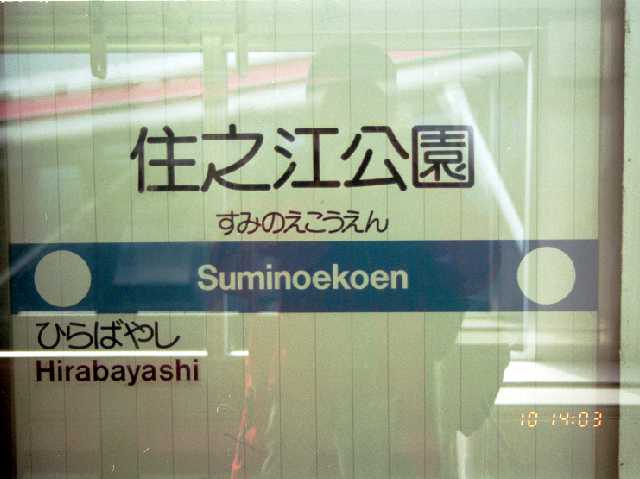 住之江公園
すみのえこうえん
Suminoekoen
ひらばやし
Hirabayashi
10 14:03